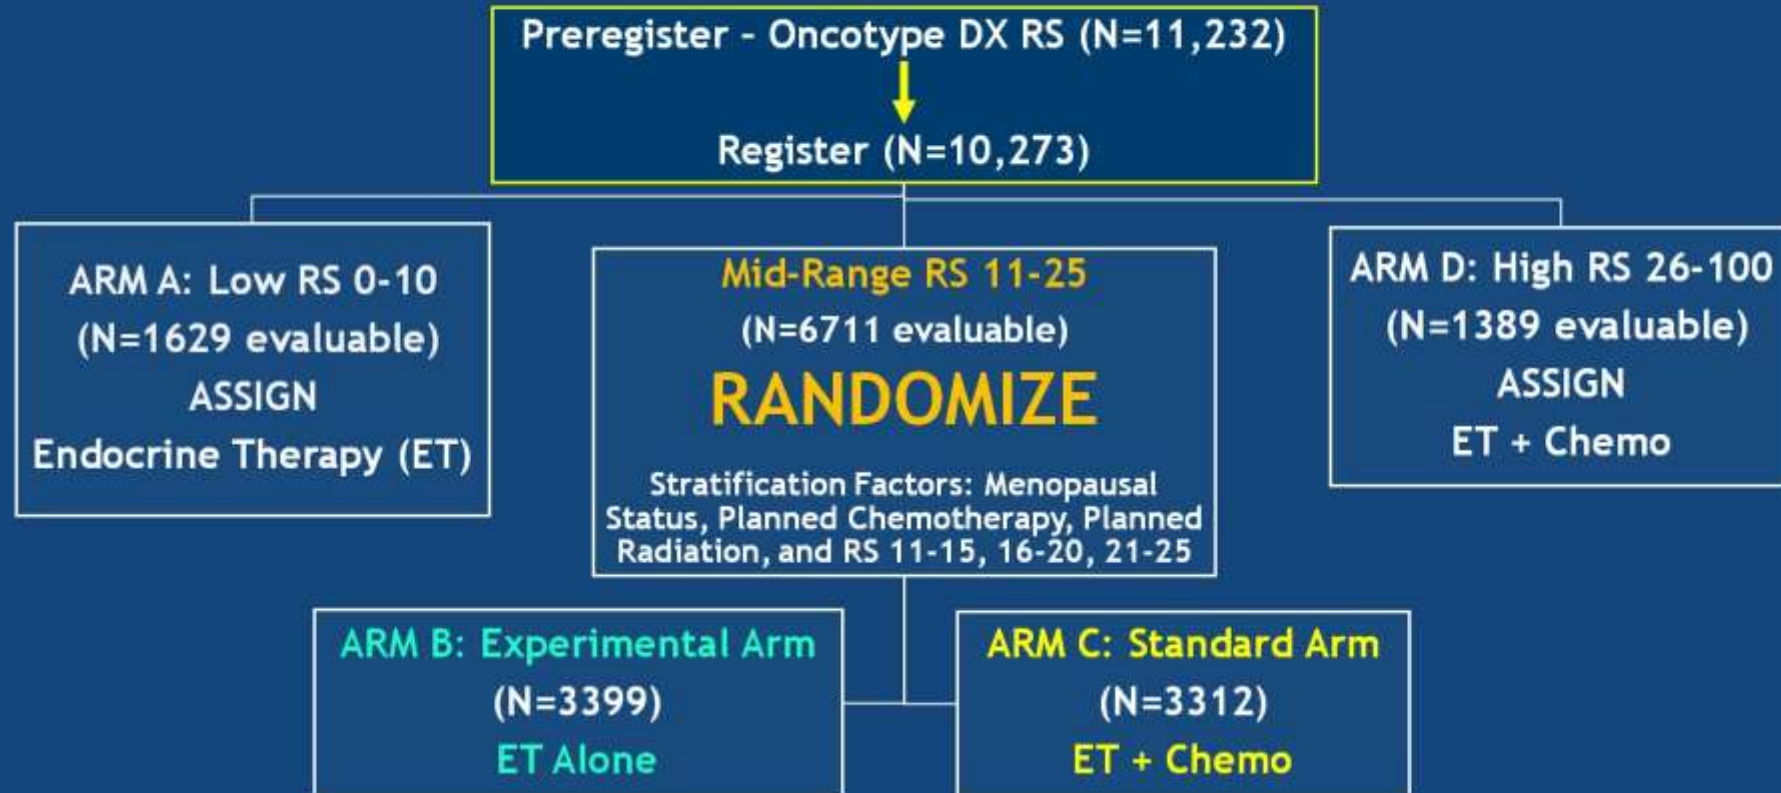 Preregister – Oncotype DX RS (N=11,232)
Register (N=10,273)
ARM A: Low RS 0-10
(N=1629 evaluable)
ASSIGN
Endocrine Therapy (ET)
Mid-Range RS 11-25
(N=6711 evaluable)
RANDOMIZE
Stratification Factors: Menopausal
Status, Planned Chemotherapy, Planned
Radiation, and RS 11-15, 16-20, 21-25
ARM D: High RS 26-100
(N=1389 evaluable)
ASSIGN
ET + Chemo
ARM B: Experimental Arm
(N=3399)
ET Alone
ARM C: Standard Arm
(N=3312)
ET + Chemo